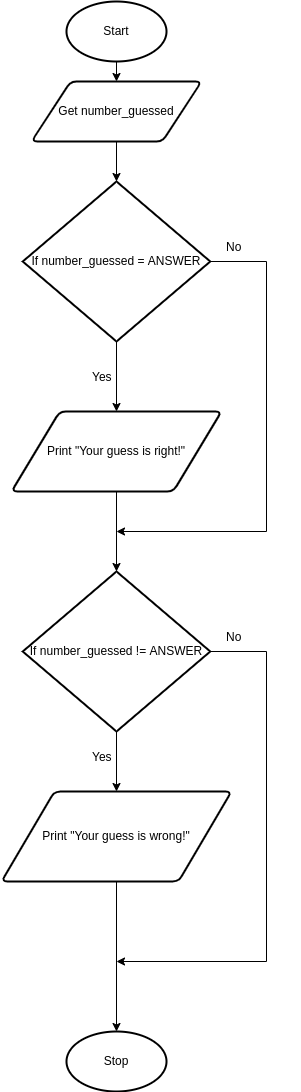 Start
Get number_guessed
If number_guessed = ANSWER
No
Yes
Print "Your guess is right!"
If number_guessed != ANSWER
No
Yes
Print "Your guess is wrong!"
Stop